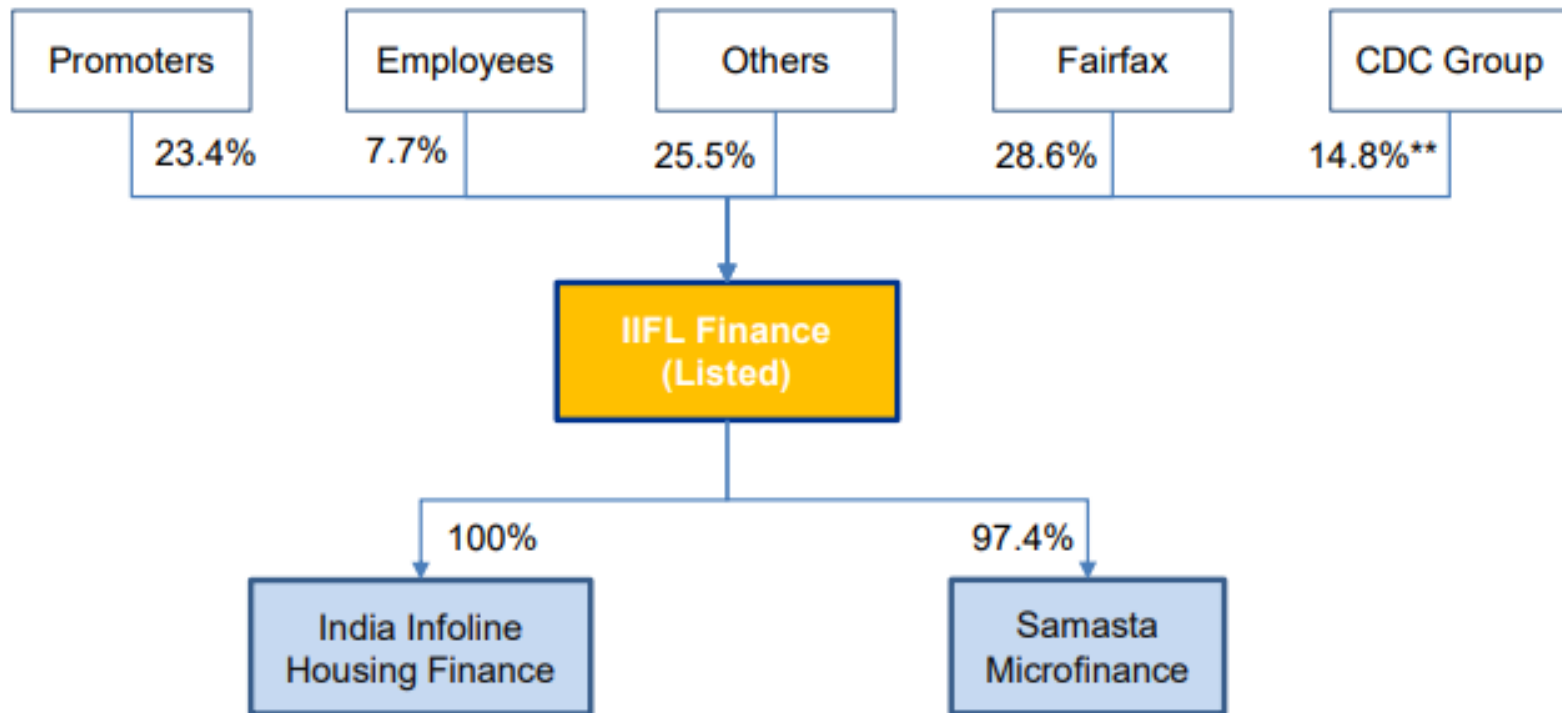 Promoters
Employees
Others
Fairfax
CDC Group
23.4%
7.7%
25.5%
28.6%
14.8%**
IIFL Finance
(Listed)
100%
97.4%
India Infoline
Housing Finance
Samasta
Microfinance